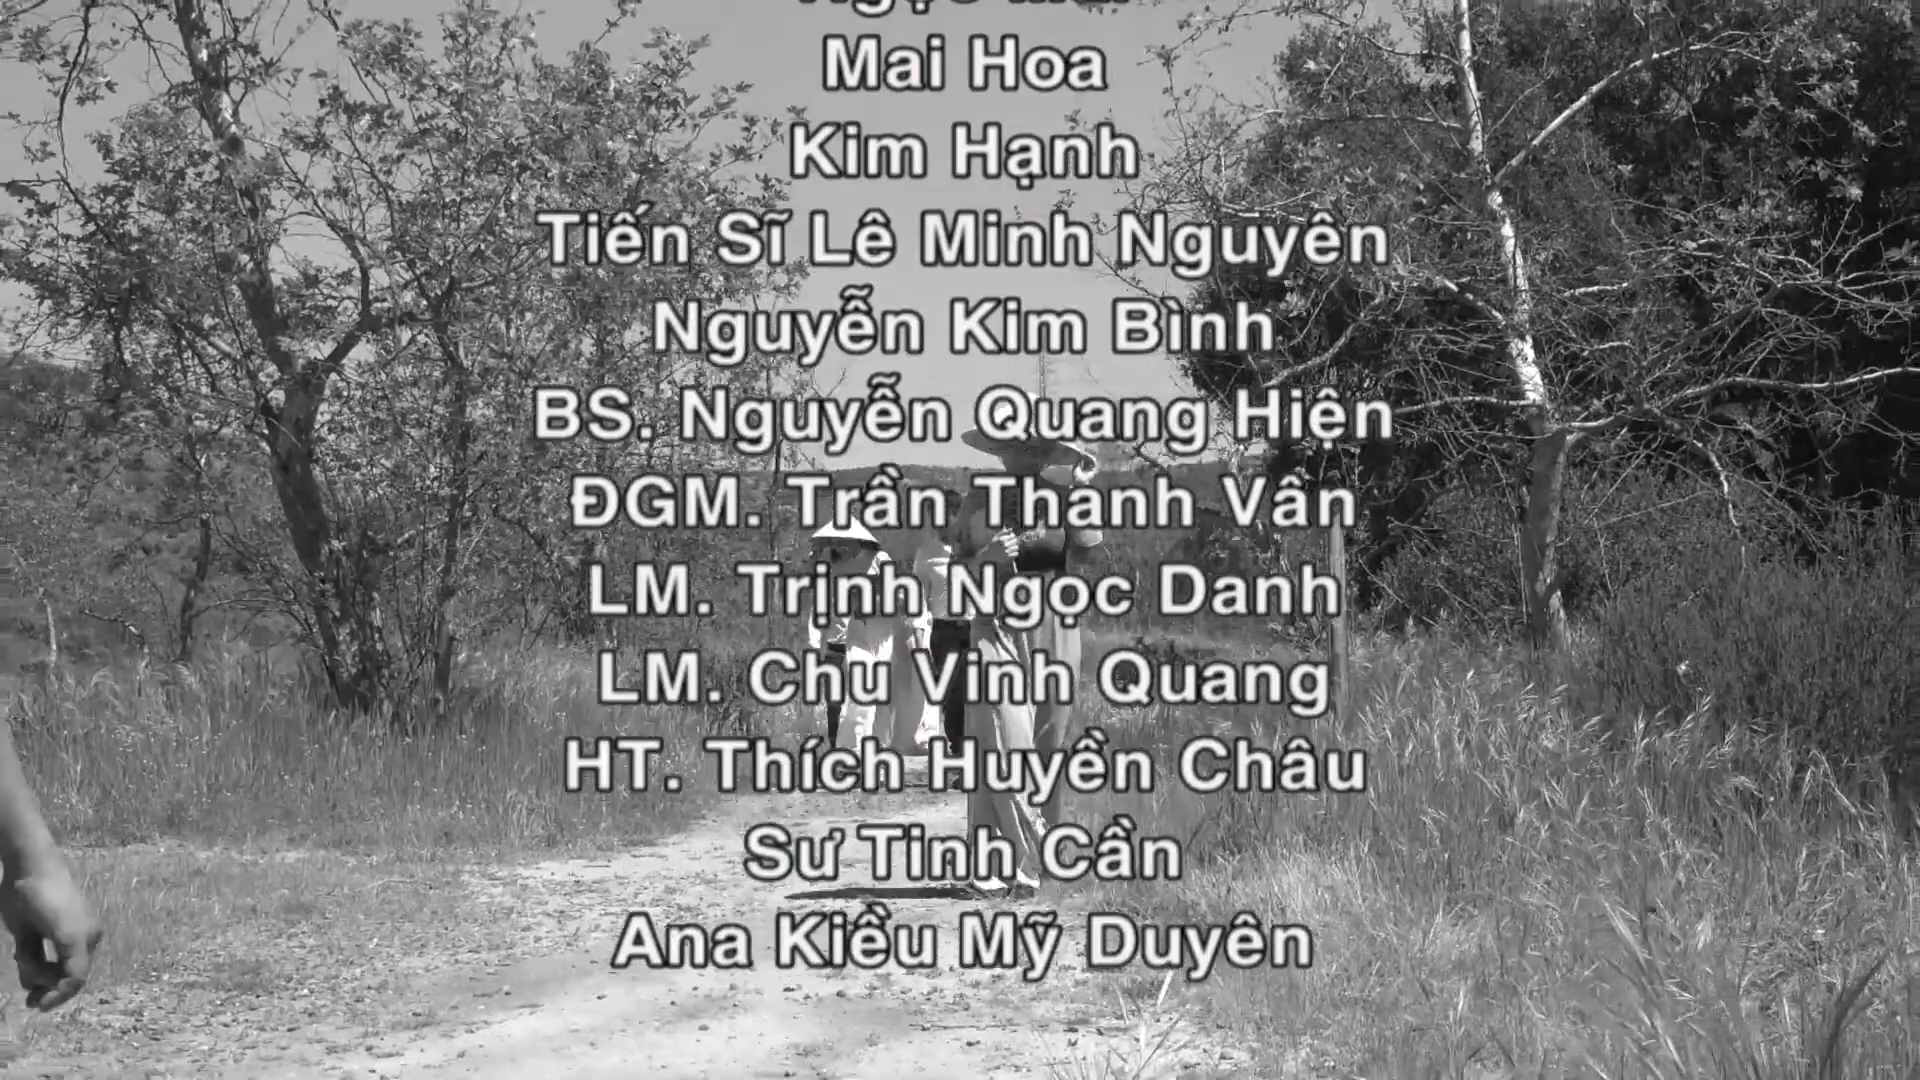 Mai Hoa
Kim Hạnh
Tiến Sĩ Lê Minh Nguyên
Nguyễn Kim Bình
BS. Nguyễn Quang Hiện
ĐGM. Trần Thanh Vân
LM. Trịnh Ngọc Danh
LM. Chu Vinh Quang
HT. Thích Huyền Châu
Sư Tinh Cần
Ana Kiều Mỹ Duyên